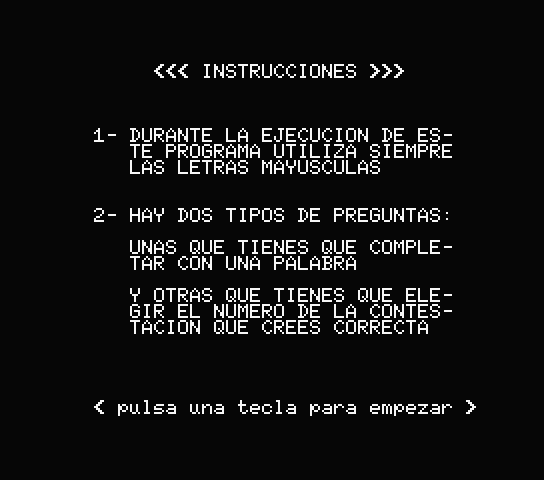 <<< INSTRUCCIONES >>>
1- DURANTE LA EJECUCION DE ES-
TE PROGRAMA UTILIZA SIEMPRE
LAS LETRAS MAYUSCULAS
2- HAY DOS TIPOS DE PREGUNTAS:
UNAS QUE TIENES QUE COMPLE-
TAR CON UNA PALABRA
Y OTRAS QUE TIENES QUE ELE-
GIR EL NUMERO DE LA CONTES-
TACION QUE CREES CORRECTA
< pulsa una tecla para empezar >